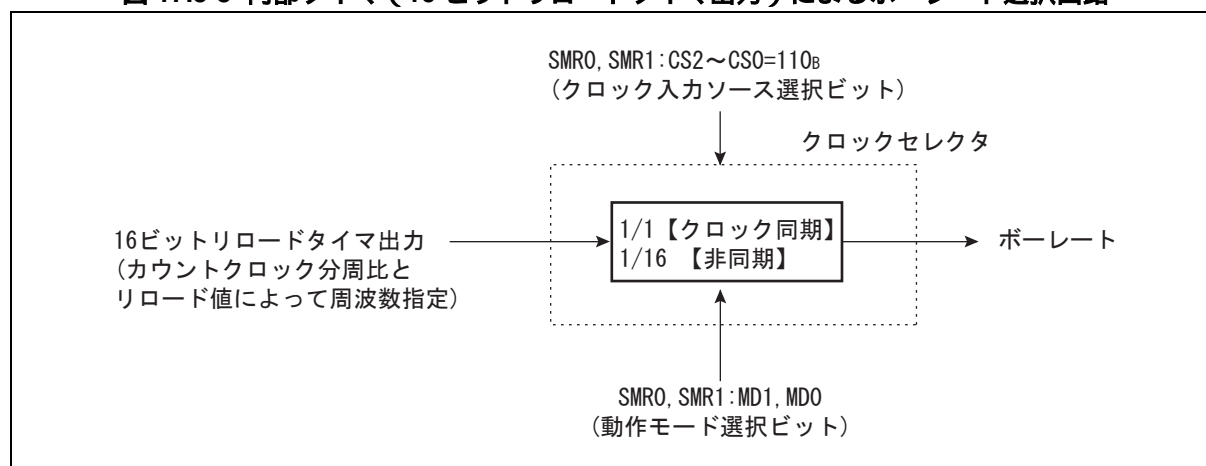 SMR0, SMR1:CS2～CS0=110B
(クロック入力ソース選択ビット)
クロックセレクタ
16ビットリロードタイマ出力
(カウントクロック分周比と
リロード値によって周波数指定)
1/1【クロック同期】
1/16 【非同期】
ボーレート
SMR0, SMR1:MD1, MD0
(動作モード選択ビット)